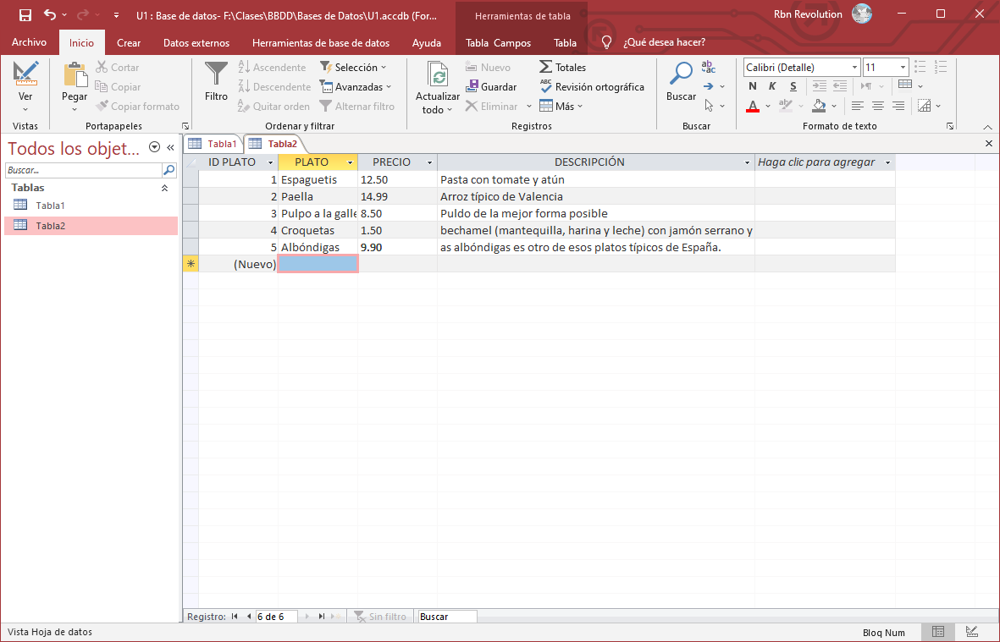 U1 : Base de datos- F:\Clases\BBDD\Bases de Datos\U1.accdb (For...
Herramientas de tabla
Rbn Revolution
Archivo Inicio Crear Datos externos Herramientas de base de datos Ayuda Tabla Campos Tabla ¿Qué desea hacer?
Ver
Vistas
Pegar
Cortar
Copiar
Copiar formato
Portapapeles
Filtro
Ascendente
Descendente
Quitar orden
Selección
Avanzadas
Alternar filtro
Ordenar y filtrar
Actualizar
todo
Nuevo
Guardar
Eliminar
Totales
Revisión ortográfica
Más
Registros
Buscar
Buscar
Calibri (Detalle) 11
N K S
A
Formato de texto
Todos los objet...
Buscar...
Tablas
Tabla1
Tabla2
Tabla1 Tabla2
ID PLATO PLATO PRECIO DESCRIPCIÓN Haga clic para agregar
1 Espaguetis 12.50 Pasta con tomate y atún
2 Paella 14.99 Arroz típico de Valencia
3 Pulpo a la galle 8.50 Puldo de la mejor forma posible
4 Croquetas 1.50 bechamel (mantequilla, harina y leche) con jamón serrano y
5 Albóndigas 9.90 as albóndigas es otro de esos platos típicos de España.
(Nuevo)
Registro: 6 de 6 Sin filtro Buscar
Vista Hoja de datos
Bloq Num